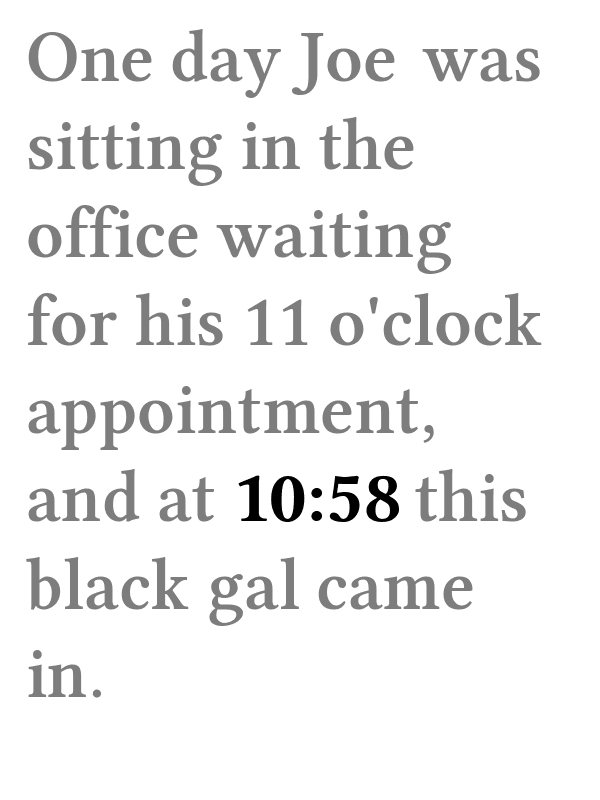 One day Joe was
sitting in the
office waiting
for his 11 o'clock
appointment,
and at 10:58 this
black gal came
in.